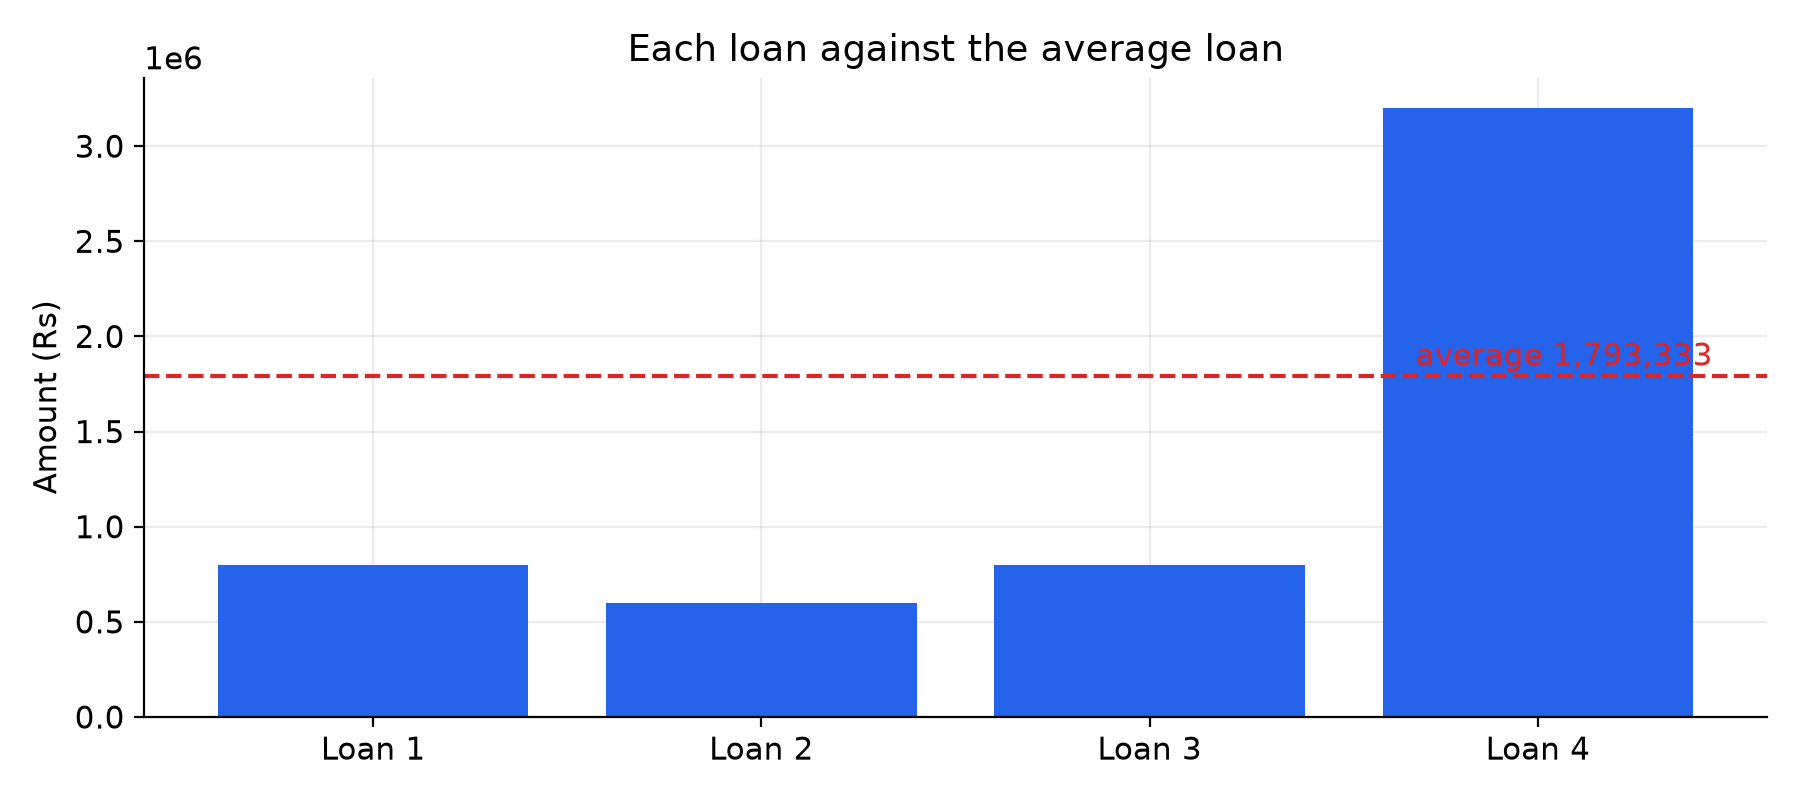 Each loan against the average loan
1e6
Amount (Rs)
3.0
2.5
2.0
1.5
1.0
0.5
0.0
average 1,793,333
Loan 1
Loan 2
Loan 3
Loan 4